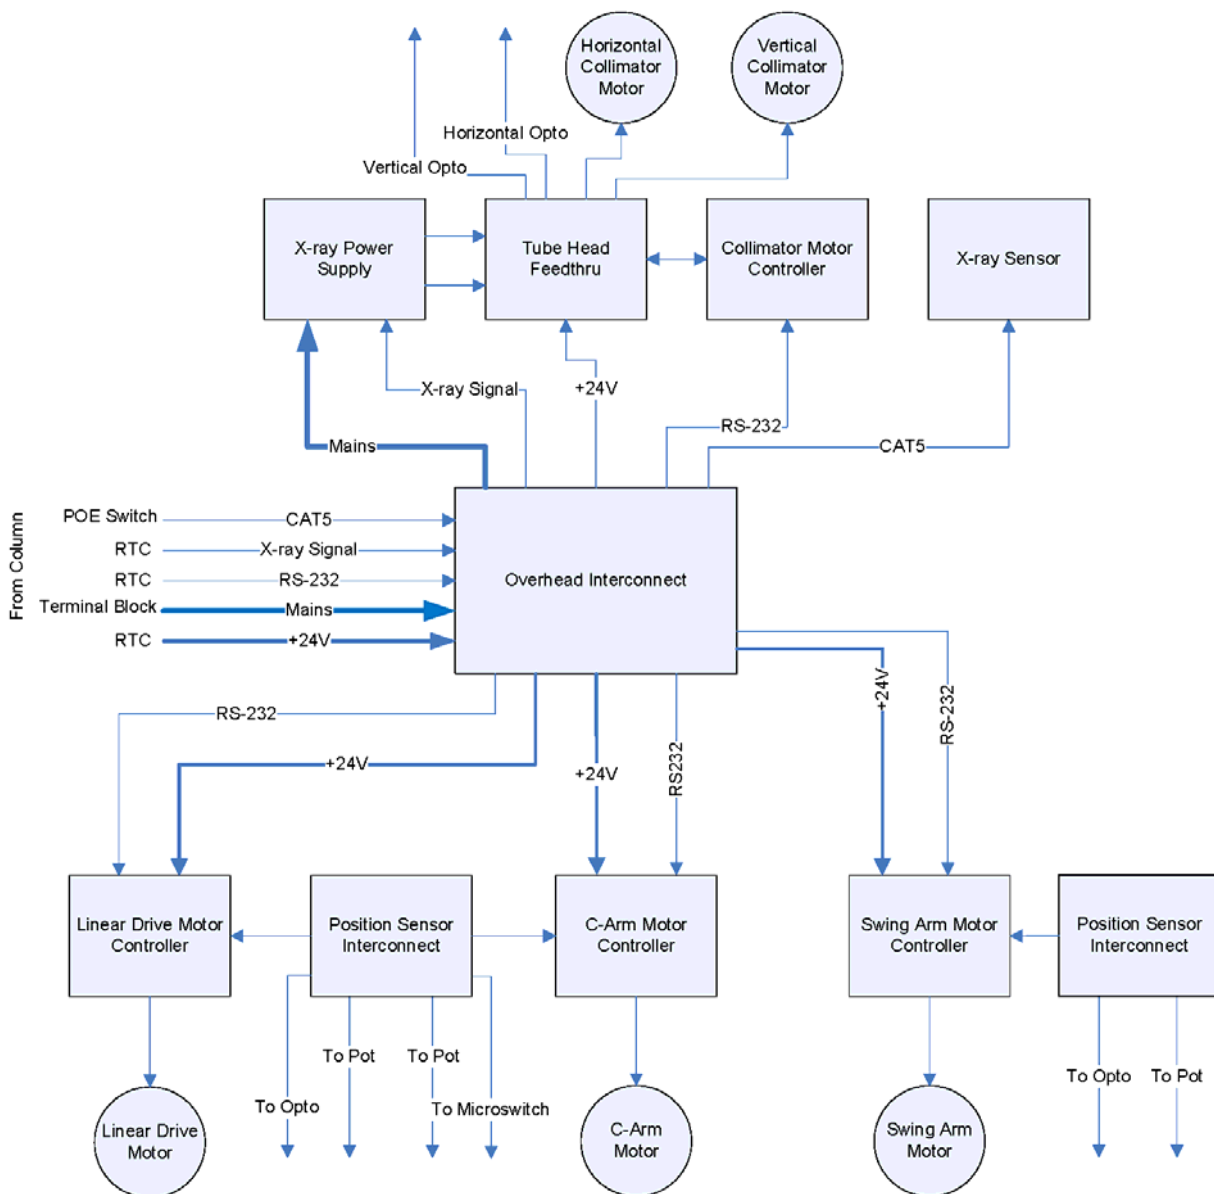 Horizontal
Collimator
Motor
Vertical
Collimator
Motor
Horizontal Opto
Vertical Opto
X-ray Power
Supply
Tube Head
Feedthru
Collimator Motor
Controller
X-ray Sensor
X-ray Signal
+24V
RS-232
Mains
CAT5
From Column
POE Switch
CAT5
RTC
X-ray Signal
RTC
RS-232
Terminal Block
Mains
RTC
+24V
Overhead Interconnect
RS-232
+24V
+24V
RS232
+24V
RS-232
Linear Drive Motor
Controller
Position Sensor
Interconnect
C-Arm Motor
Controller
Swing Arm Motor
Controller
Position Sensor
Interconnect
To Opto
To Pot
To Pot
To Microswitch
To Opto
To Pot
Linear Drive
Motor
C-Arm
Motor
Swing Arm
Motor